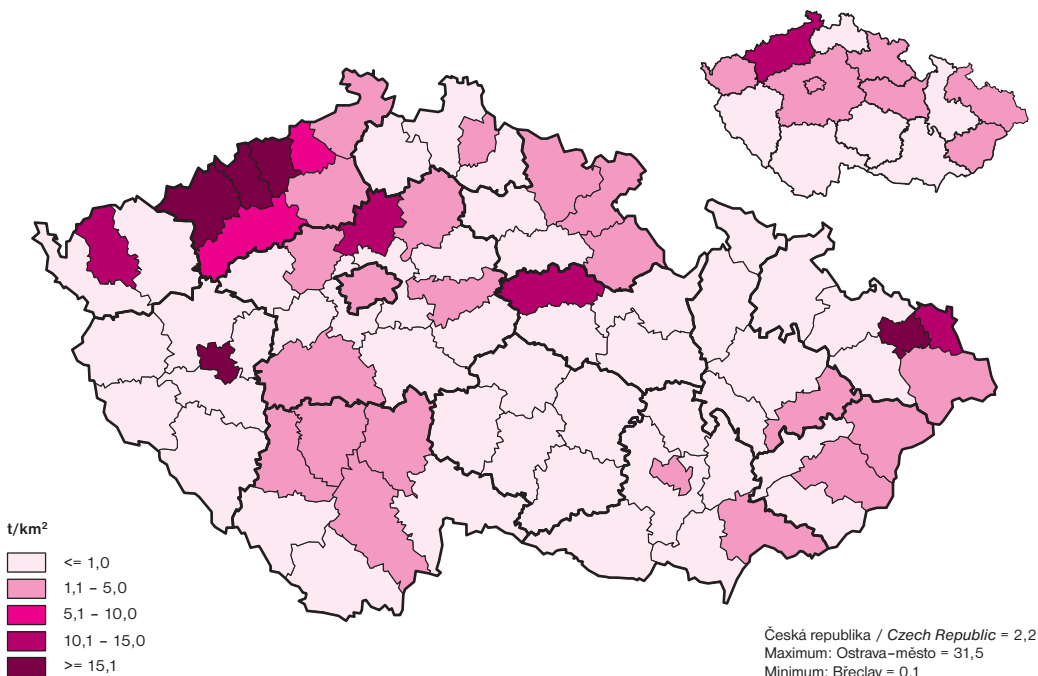 t/km²
<= 1,0
1,1 – 5,0
5,1 – 10,0
10,1 – 15,0
>= 15,1
Česká republika / Czech Republic = 2,2
Maximum: Ostrava–město = 31,5
Minimum: Břeclav = 0,1